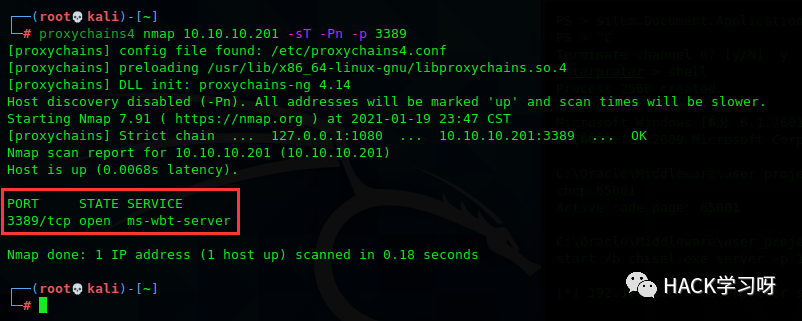 ┌──(root💀kali)-[~]
└─# proxychains4 nmap 10.10.10.201 -sT -Pn -p 3389
[proxychains] config file found: /etc/proxychains4.conf
[proxychains] preloading /usr/lib/x86_64-linux-gnu/libproxychains.so.4
[proxychains] DLL init: proxychains-ng 4.14
Host discovery disabled (-Pn). All addresses will be marked 'up' and scan times will be slower.
Starting Nmap 7.91 ( https://nmap.org ) at 2021-01-19 23:47 CST
[proxychains] Strict chain  ...  127.0.0.1:1080  ...  10.10.10.201:3389  ...  OK
Nmap scan report for 10.10.10.201 (10.10.10.201)
Host is up (0.0068s latency).
PORT     STATE SERVICE
3389/tcp open  ms-wbt-server
Nmap done: 1 IP address (1 host up) scanned in 0.18 seconds
┌──(root💀kali)-[~]
└─#
HACK学习呀